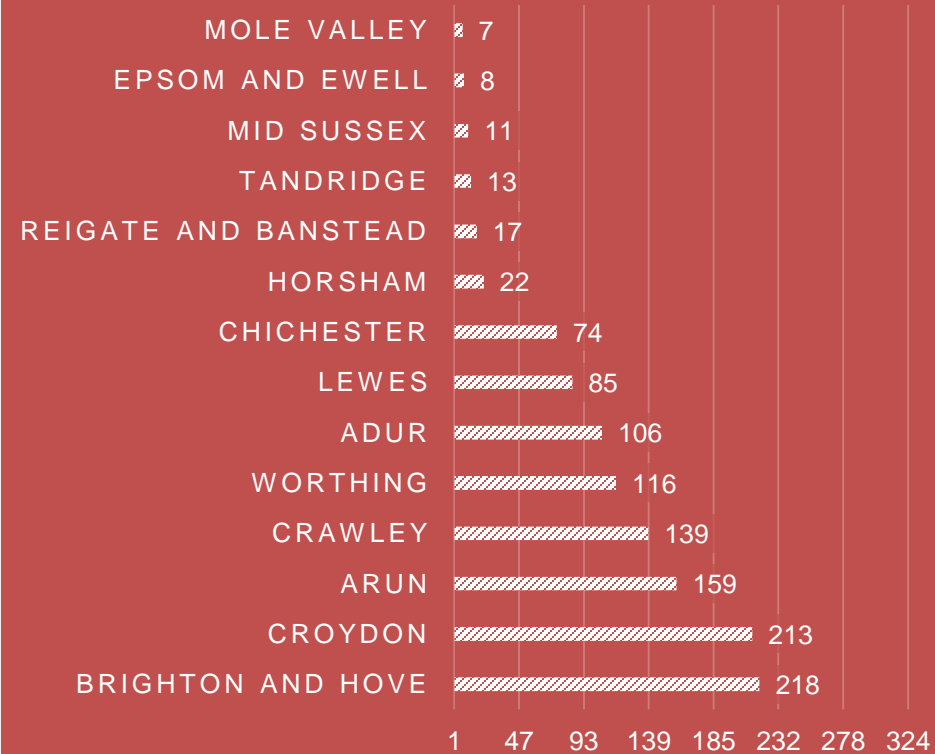 MOLE VALLEY 7
EPSOM AND EWELL 8
MID SUSSEX 11
TANDRIDGE 13
REIGATE AND BANSTEAD 17
HORSHAM 22
CHICHESTER 74
LEWES 85
ADUR 106
WORTHING 116
CRAWLEY 139
ARUN 159
CROYDON 213
BRIGHTON AND HOVE 218
1 47 93 139 185 232 278 324